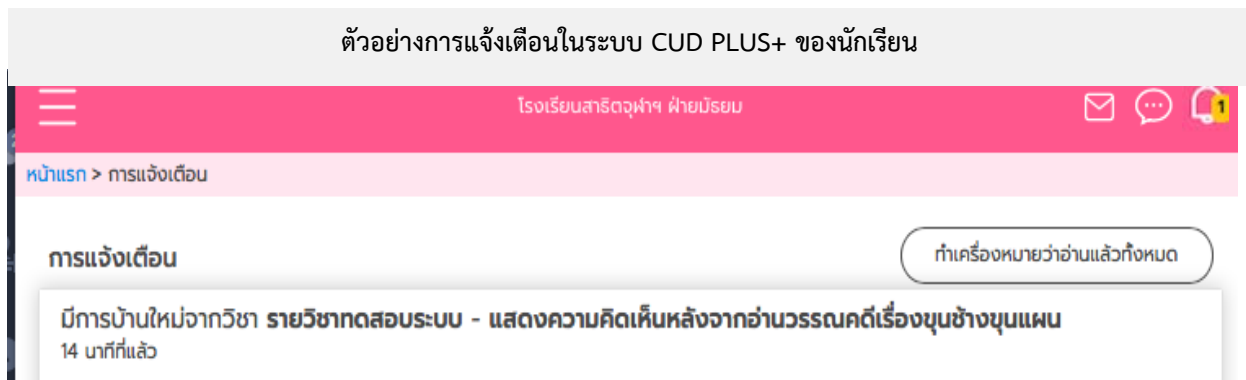 ตัวอย่างการแจ้งเตือนในระบบ CUD PLUS+ ของนักเรียน
โรงเรียนสาธิตจุฬาฯ ฝ่ายมัธยม
1
หน้าแรก > การแจ้งเตือน
การแจ้งเตือน
ทำเครื่องหมายว่าอ่านแล้วทั้งหมด
มีการบ้านใหม่จากวิชา รายวิชาทดสอบระบบ - แสดงความคิดเห็นหลังจากอ่านวรรณคดีเรื่องขุนช้างขุนแผน
14 นาทีที่แล้ว